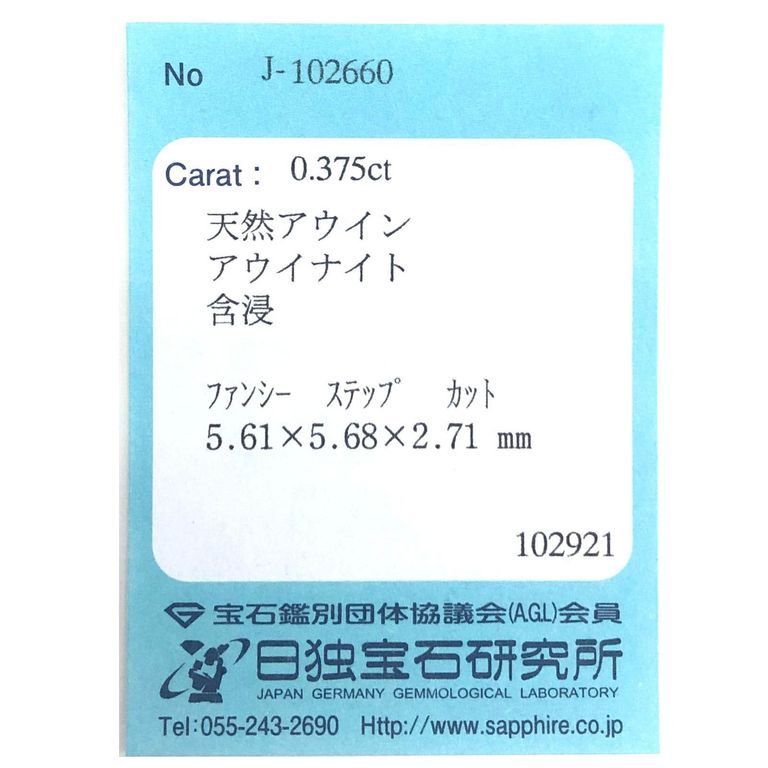 No J-102660
Carat : 0.375ct
天然アウイン
アウイナイト
含浸
ファンシー ステップ カット
5.61×5.68×2.71 mm
102921
宝石鑑別団体協議会(A.G.L)会員
日独宝石研究所
JAPAN GERMANY GEMMOLOGICAL LABORATORY
Tel:055-243-2690 Http://www.sapphire.co.jp